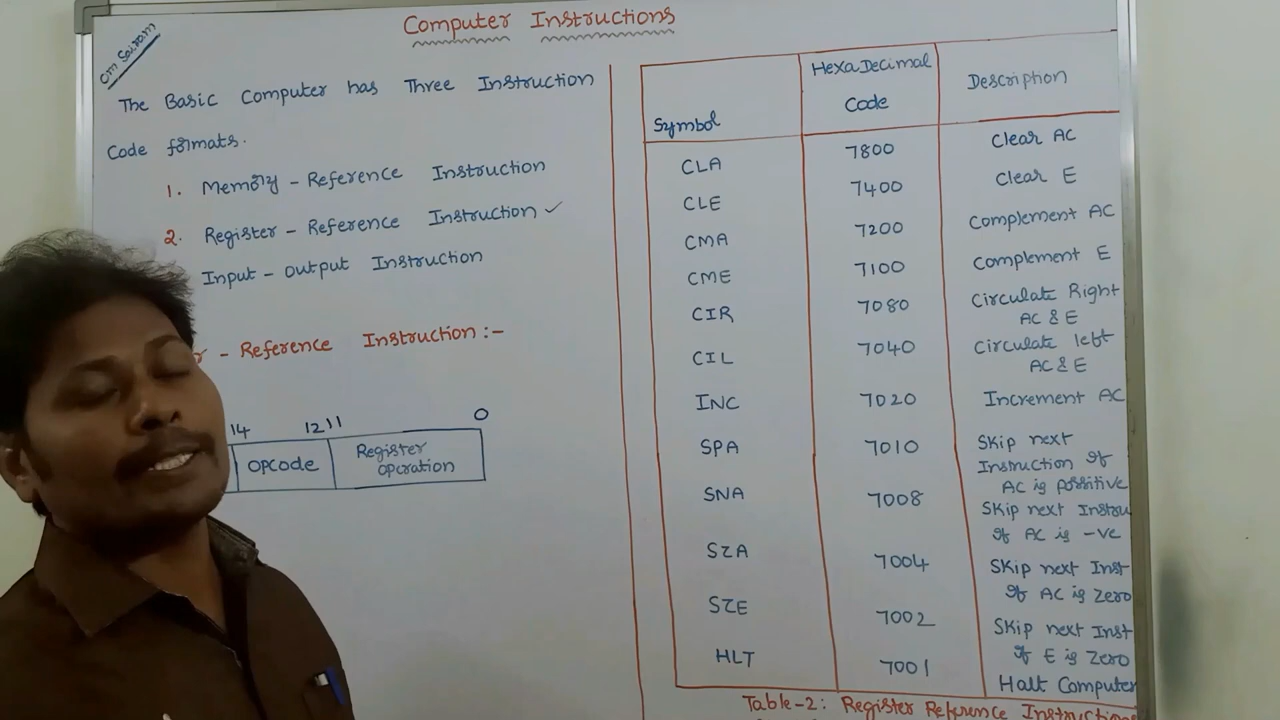 Om Sairam
Computer Instructions
The Basic Computer has Three Instruction
Code formats.
1. Memory - Reference Instruction
2. Register - Reference Instruction ✓
Input - output Instruction
r - Reference Instruction :-
14 12 11 0
OPCODE Register
operation
Symbol HexaDecimal Code Description
CLA 7800 Clear AC
CLE 7400 Clear E
CMA 7200 Complement AC
CME 7100 Complement E
CIR 7080 Circulate Right
AC & E
CIL 7040 Circulate left
AC & E
INC 7020 Increment AC
SPA 7010 Skip next
Instruction if
AC is positive
SNA 7008 Skip next Instru
if AC is -ve
SZA 7004 Skip next Inst
if AC is Zero
SZE 7002 Skip next Inst
if E is Zero
HLT 7001 Halt Computer
Table-2: Register Reference Instructions